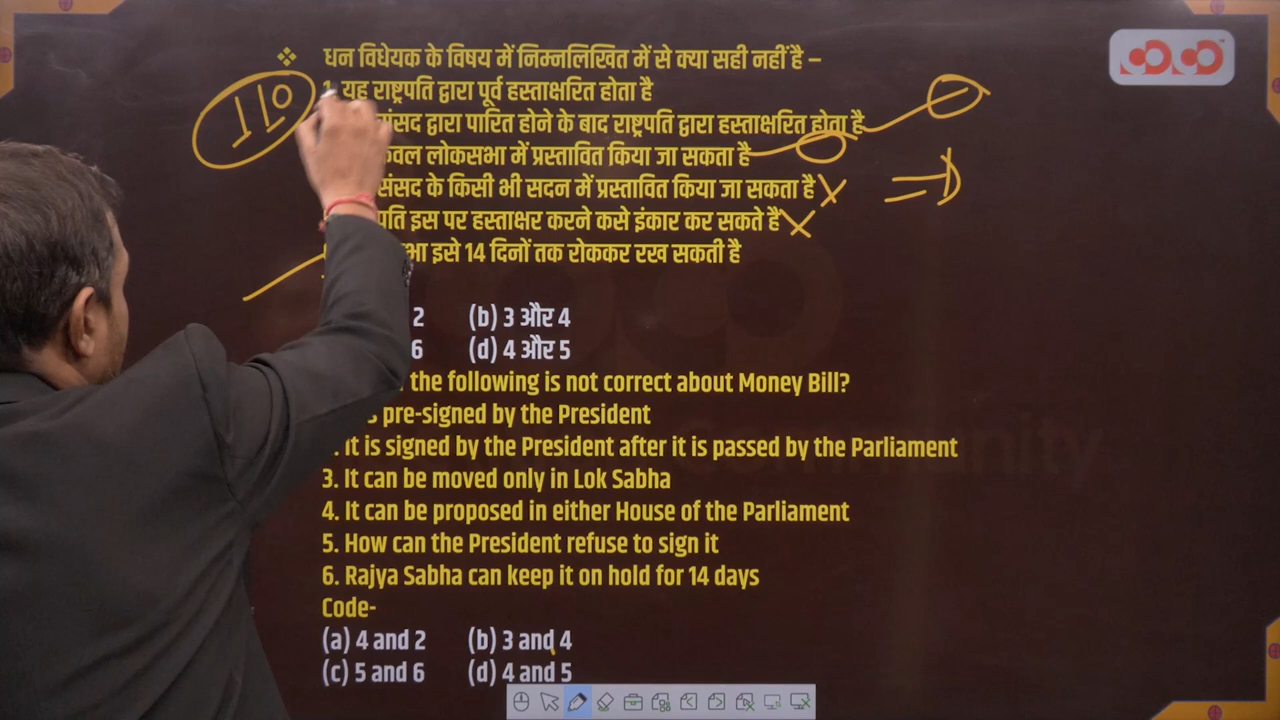 धन विधेयक के विषय में निम्नलिखित में से क्या सही नहीं है –
110
यह राष्ट्रपति द्वारा पूर्व हस्ताक्षरित होता है
द्वारा पारित होने के बाद राष्ट्रपति द्वारा हस्ताक्षरित होता है
लोकसभा में प्रस्तावित किया जा सकता है
संसद के किसी भी सदन में प्रस्तावित किया जा सकता है X
इस पर हस्ताक्षर करने कसे इंकार कर सकते है X
इसे 14 दिनों तक रोककर रख सकती है
2 (b) 3 और 4
6 (d) 4 और 5
the following is not correct about Money Bill?
pre-signed by the President
It is signed by the President after it is passed by the Parliament
3. It can be moved only in Lok Sabha
4. It can be proposed in either House of the Parliament
5. How can the President refuse to sign it
6. Rajya Sabha can keep it on hold for 14 days
Code-
(a) 4 and 2 (b) 3 and 4
(c) 5 and 6 (d) 4 and 5